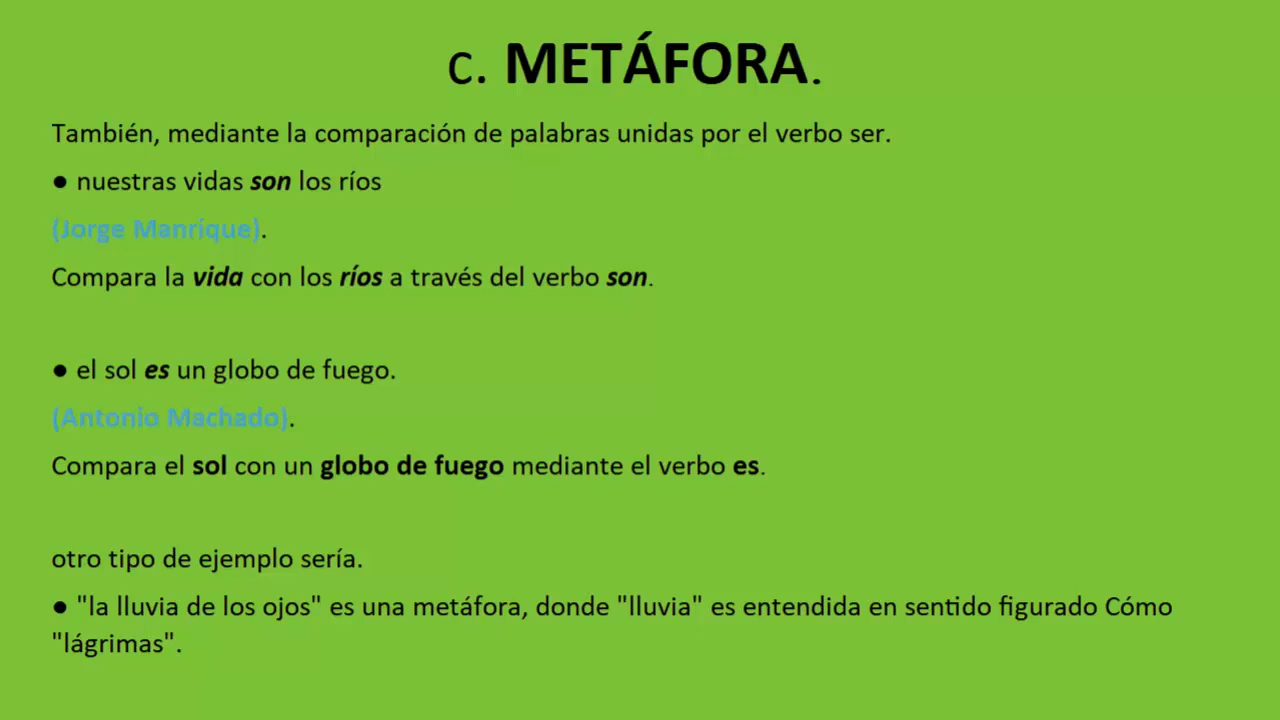 c. METÁFORA.
También, mediante la comparación de palabras unidas por el verbo ser.
● nuestras vidas son los ríos
(Jorge Manríque).
Compara la vida con los ríos a través del verbo son.
● el sol es un globo de fuego.
(Antonio Machado).
Compara el sol con un globo de fuego mediante el verbo es.
otro tipo de ejemplo sería.
● "la lluvia de los ojos" es una metáfora, donde "lluvia" es entendida en sentido figurado Cómo
"lágrimas".